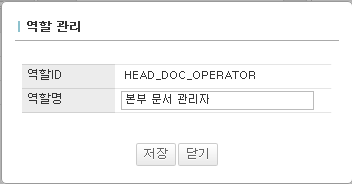 역할 관리
역할ID HEAD_DOC_OPERATOR
역할명 본부 문서 관리자
저장 닫기